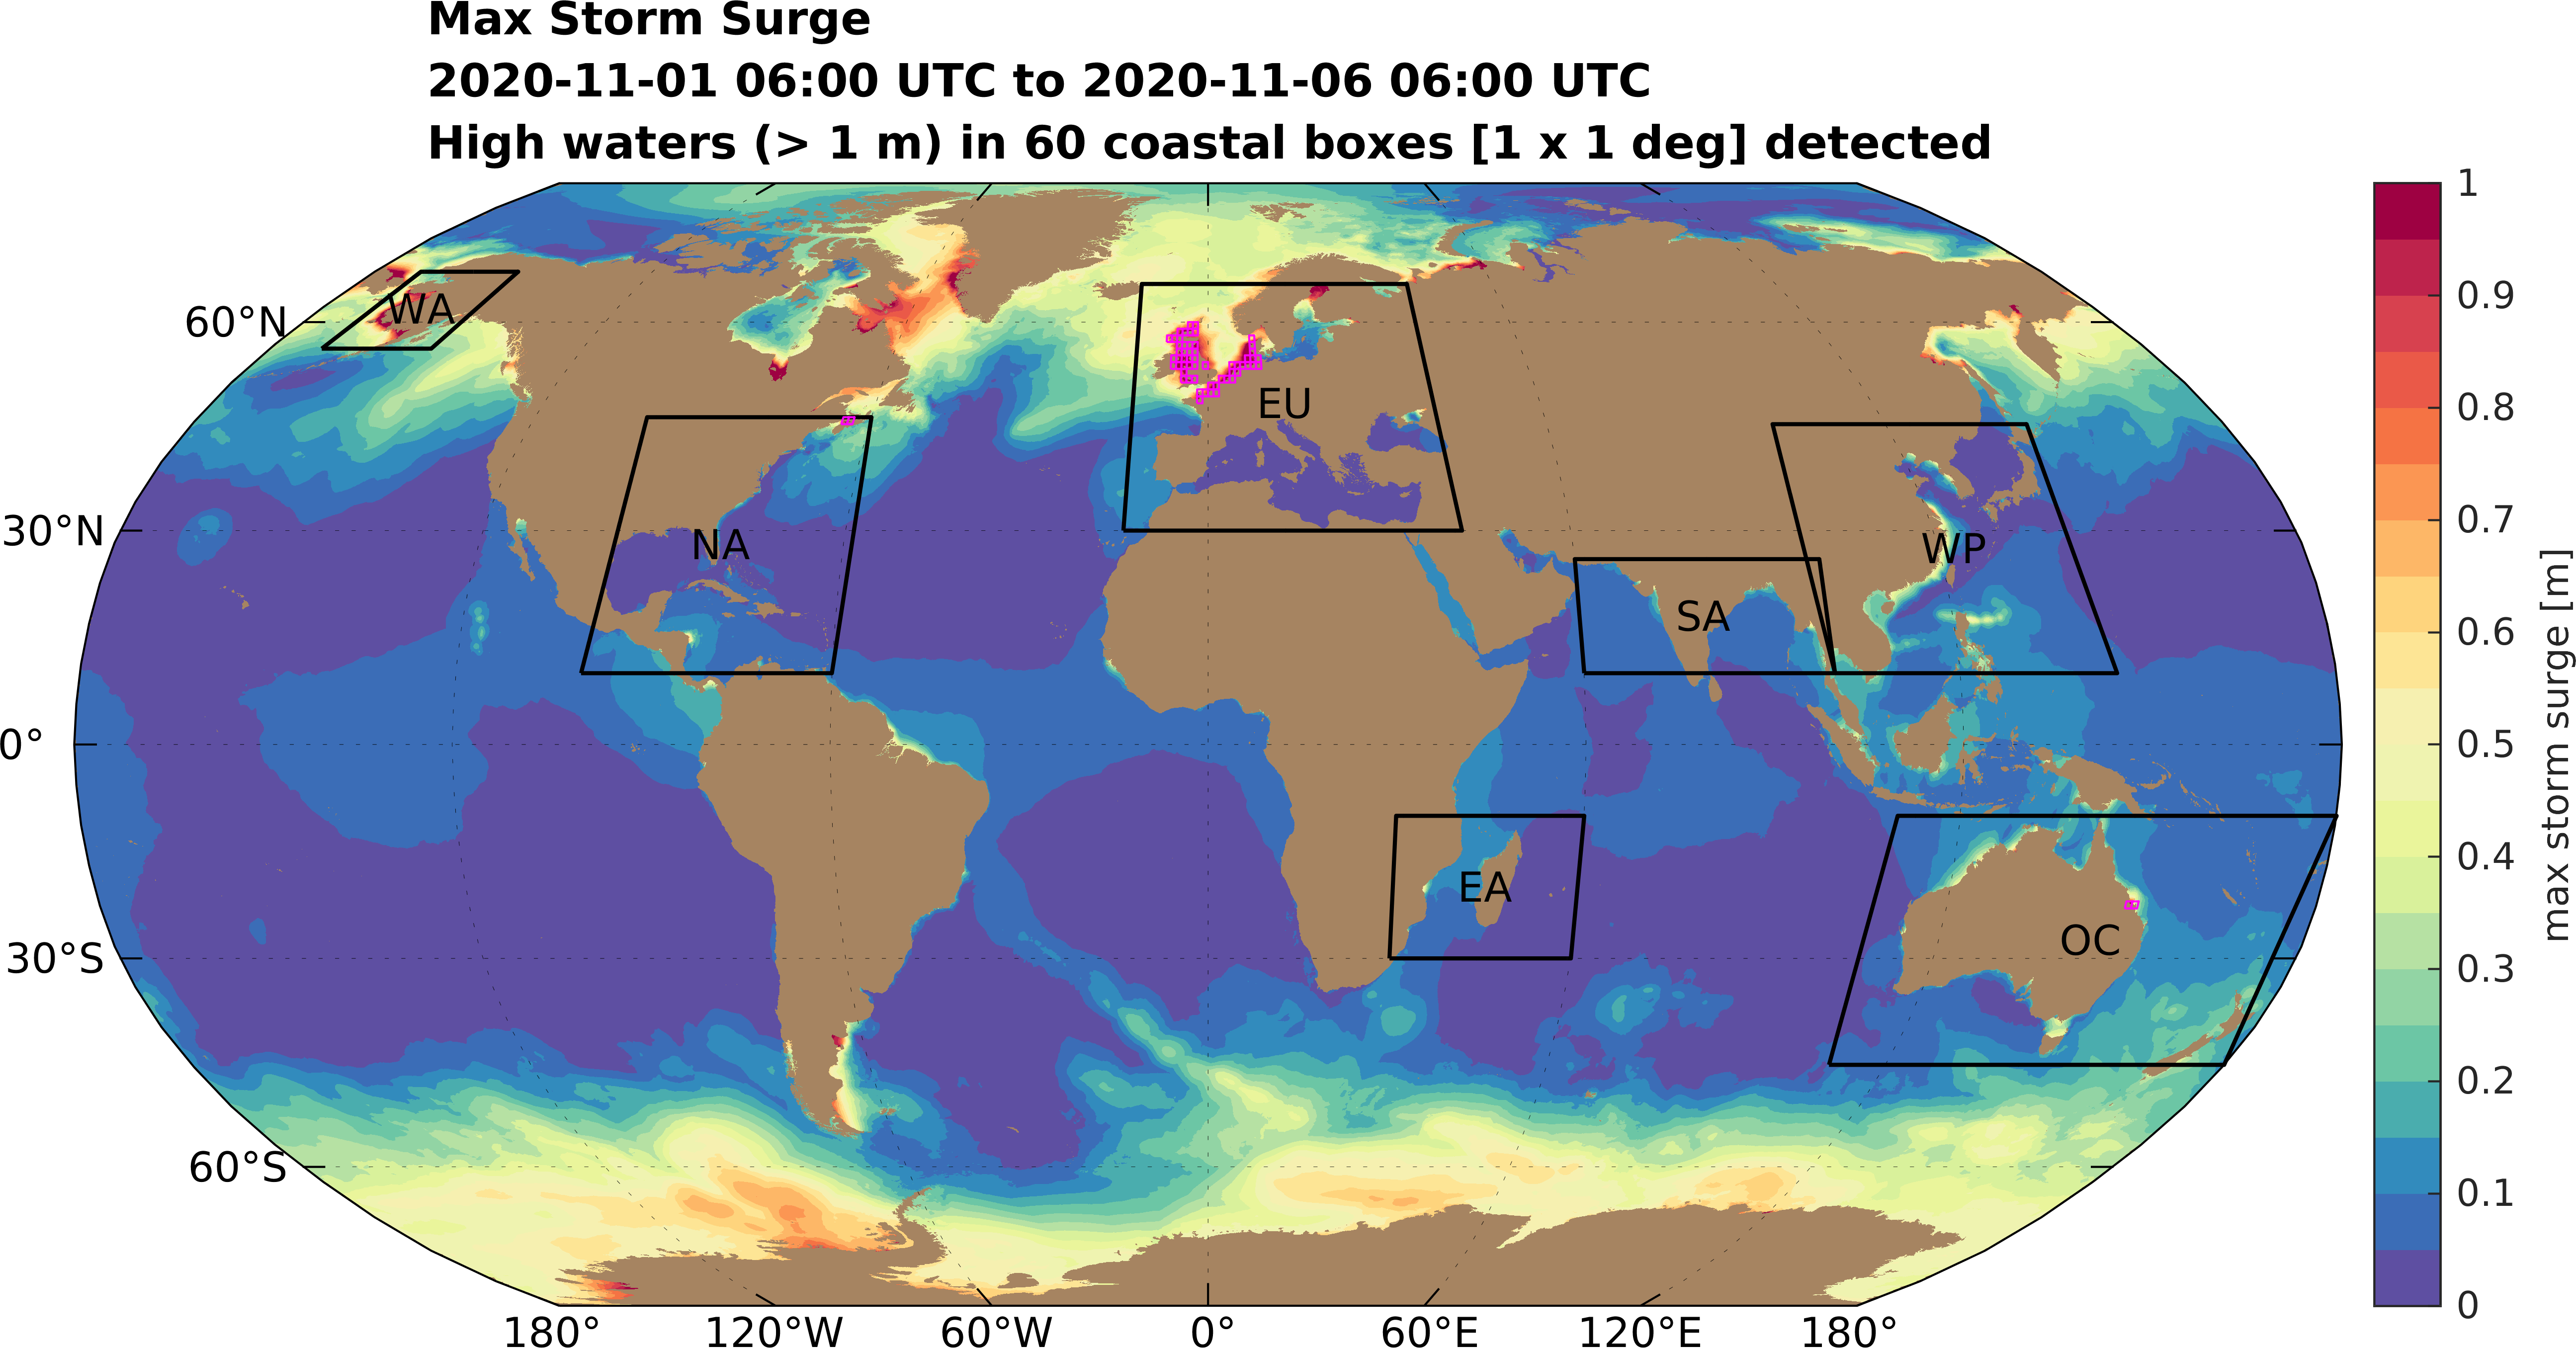 Max Storm Surge
2020-11-01 06:00 UTC to 2020-11-06 06:00 UTC
High waters (> 1 m) in 60 coastal boxes [1 x 1 deg] detected
60°N
30°N
0°
30°S
60°S
WA
NA
EU
SA
WP
EA
OC
180°
120°W
60°W
0°
60°E
120°E
180°
1
0.9
0.8
0.7
0.6
0.5
0.4
0.3
0.2
0.1
0
max storm surge [m]